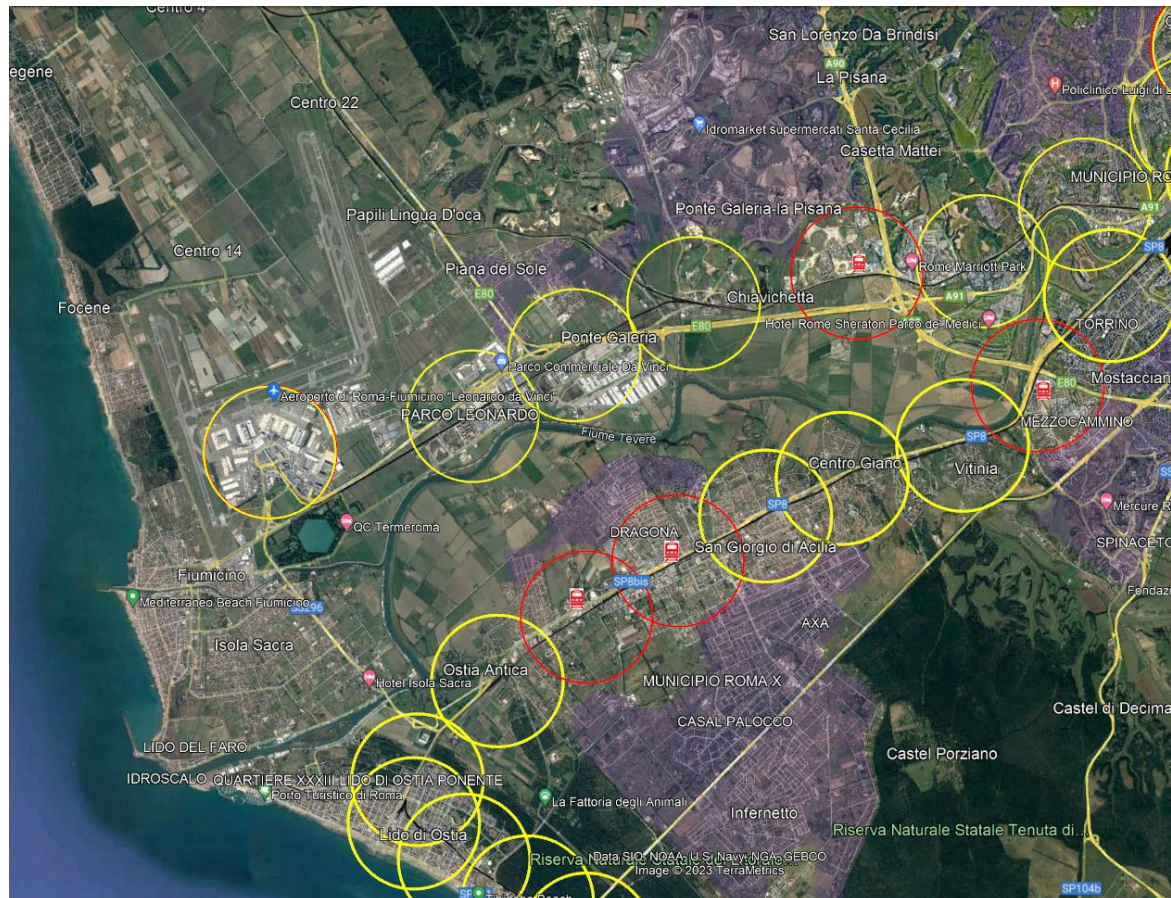 Centro 4
San Lorenzo Da Brindisi
A90
egene
La Pisana
Policlinico Luigi di L
Centro 22
Idromarket supermercati Santa Cecilia
Casetta Mattei
MUNICIPIO RO
Papili Lingua D'oca
Ponte Galeria-la Pisana
A91
Centro 14
SP8
Rome Marriott Park
Piana del Sole
E80
Chiavichetta
A91
Focene
Hotel Rome Sheraton Parco de' Medici
TORRINO
E80
Ponte Galeria
Parco Commerciale Da Vinci
Mostaccian
E80
Aeroporto di Roma-Fiumicino "Leonardo da Vinci"
PARCO LEONARDO
MEZZOCAMMINO
Fiume Tevere
SP8
Centro Giano
Vitinia
SS
SP8
Mercure R
QC Termeroma
DRAGONA
San Giorgio di Acilia
SPINACETO
Fiumicino
SP8bis
Fondazi
Mediterraneo Beach Fiumicino
SS296
AXA
Isola Sacra
Ostia Antica
Hotel Isola Sacra
MUNICIPIO ROMA X
Castel di Decima
CASAL PALOCCO
LIDO DEL FARO
Castel Porziano
IDROSCALO
QUARTIERE XXXIII LIDO DI OSTIA PONENTE
Porto Turistico di Roma
La Fattoria degli Animali
Infernetto
Lido di Ostia
Riserva Naturale Statale Tenuta di...
Data SIO, NOAA, U.S. Navy, NGA, GEBCO
Image © 2023 TerraMetrics
SP104b